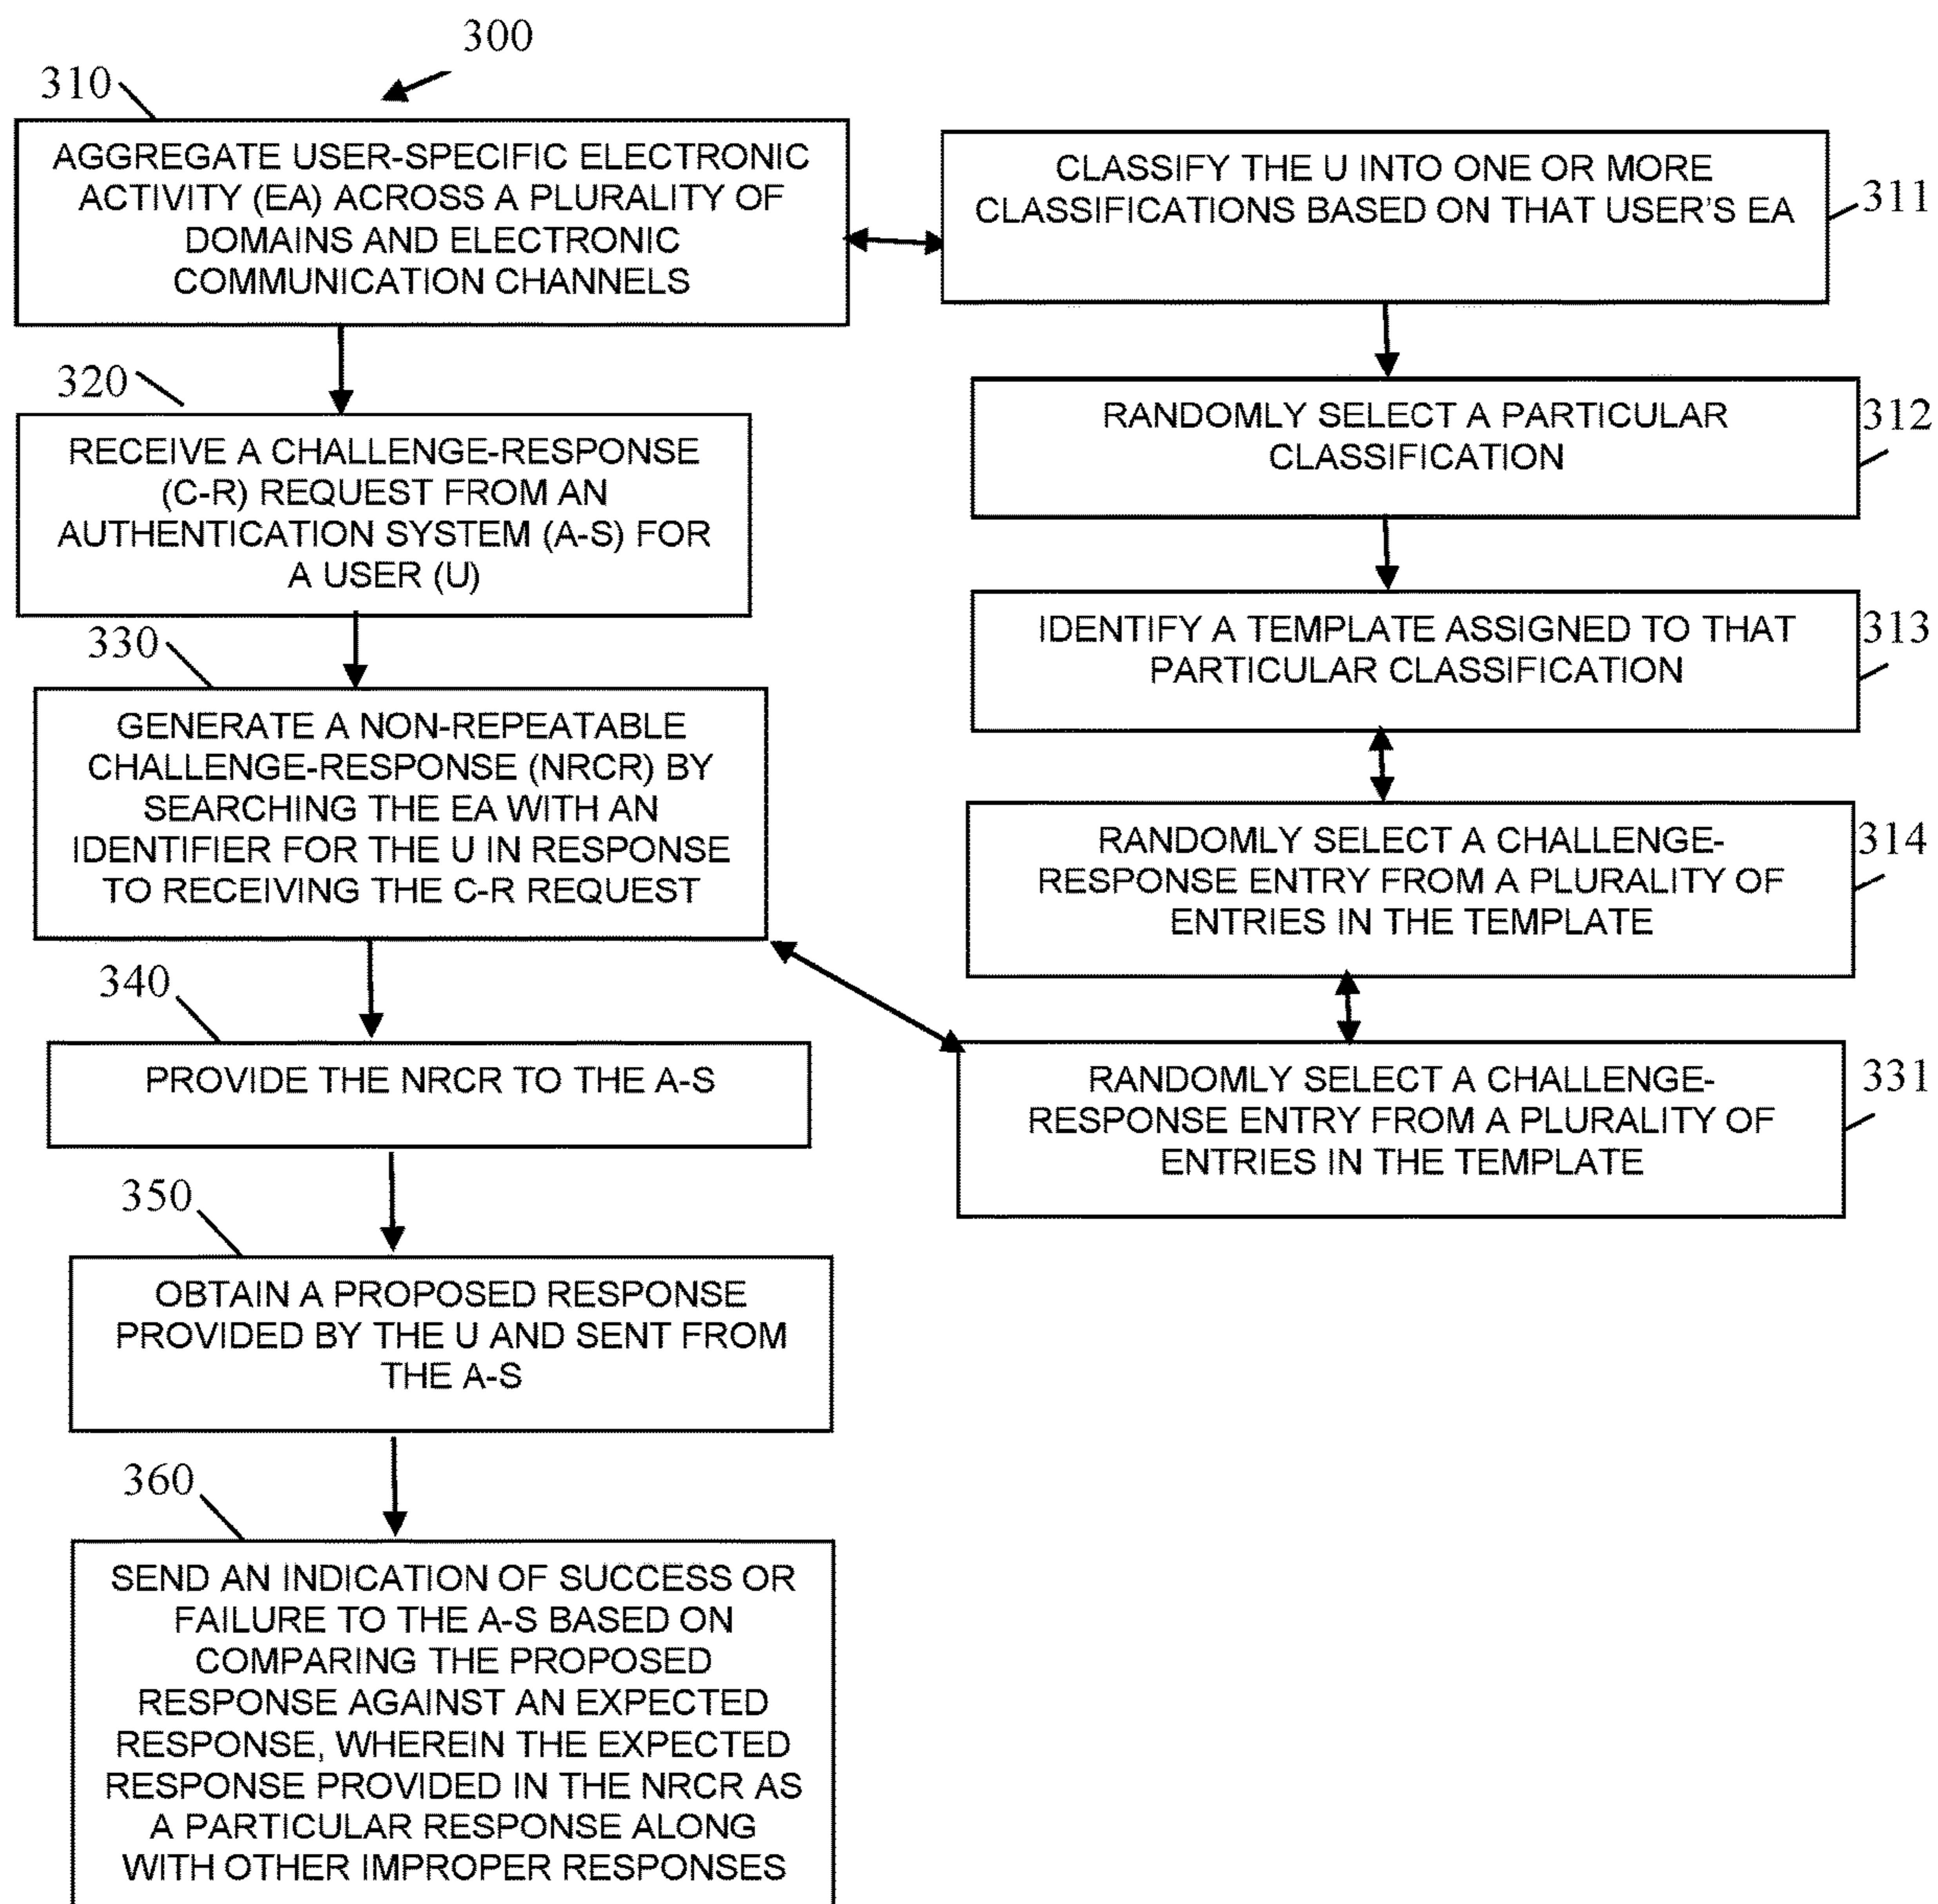 300
310
AGGREGATE USER-SPECIFIC ELECTRONIC
ACTIVITY (EA) ACROSS A PLURALITY OF
DOMAINS AND ELECTRONIC
COMMUNICATION CHANNELS
CLASSIFY THE U INTO ONE OR MORE
CLASSIFICATIONS BASED ON THAT USER'S EA
311
320
RECEIVE A CHALLENGE-RESPONSE
(C-R) REQUEST FROM AN
AUTHENTICATION SYSTEM (A-S) FOR
A USER (U)
RANDOMLY SELECT A PARTICULAR
CLASSIFICATION
312
330
GENERATE A NON-REPEATABLE
CHALLENGE-RESPONSE (NRCR) BY
SEARCHING THE EA WITH AN
IDENTIFIER FOR THE U IN RESPONSE
TO RECEIVING THE C-R REQUEST
IDENTIFY A TEMPLATE ASSIGNED TO THAT
PARTICULAR CLASSIFICATION
313
RANDOMLY SELECT A CHALLENGE-
RESPONSE ENTRY FROM A PLURALITY OF
ENTRIES IN THE TEMPLATE
314
340
PROVIDE THE NRCR TO THE A-S
RANDOMLY SELECT A CHALLENGE-
RESPONSE ENTRY FROM A PLURALITY OF
ENTRIES IN THE TEMPLATE
331
350
OBTAIN A PROPOSED RESPONSE
PROVIDED BY THE U AND SENT FROM
THE A-S
360
SEND AN INDICATION OF SUCCESS OR
FAILURE TO THE A-S BASED ON
COMPARING THE PROPOSED
RESPONSE AGAINST AN EXPECTED
RESPONSE, WHEREIN THE EXPECTED
RESPONSE PROVIDED IN THE NRCR AS
A PARTICULAR RESPONSE ALONG
WITH OTHER IMPROPER RESPONSES